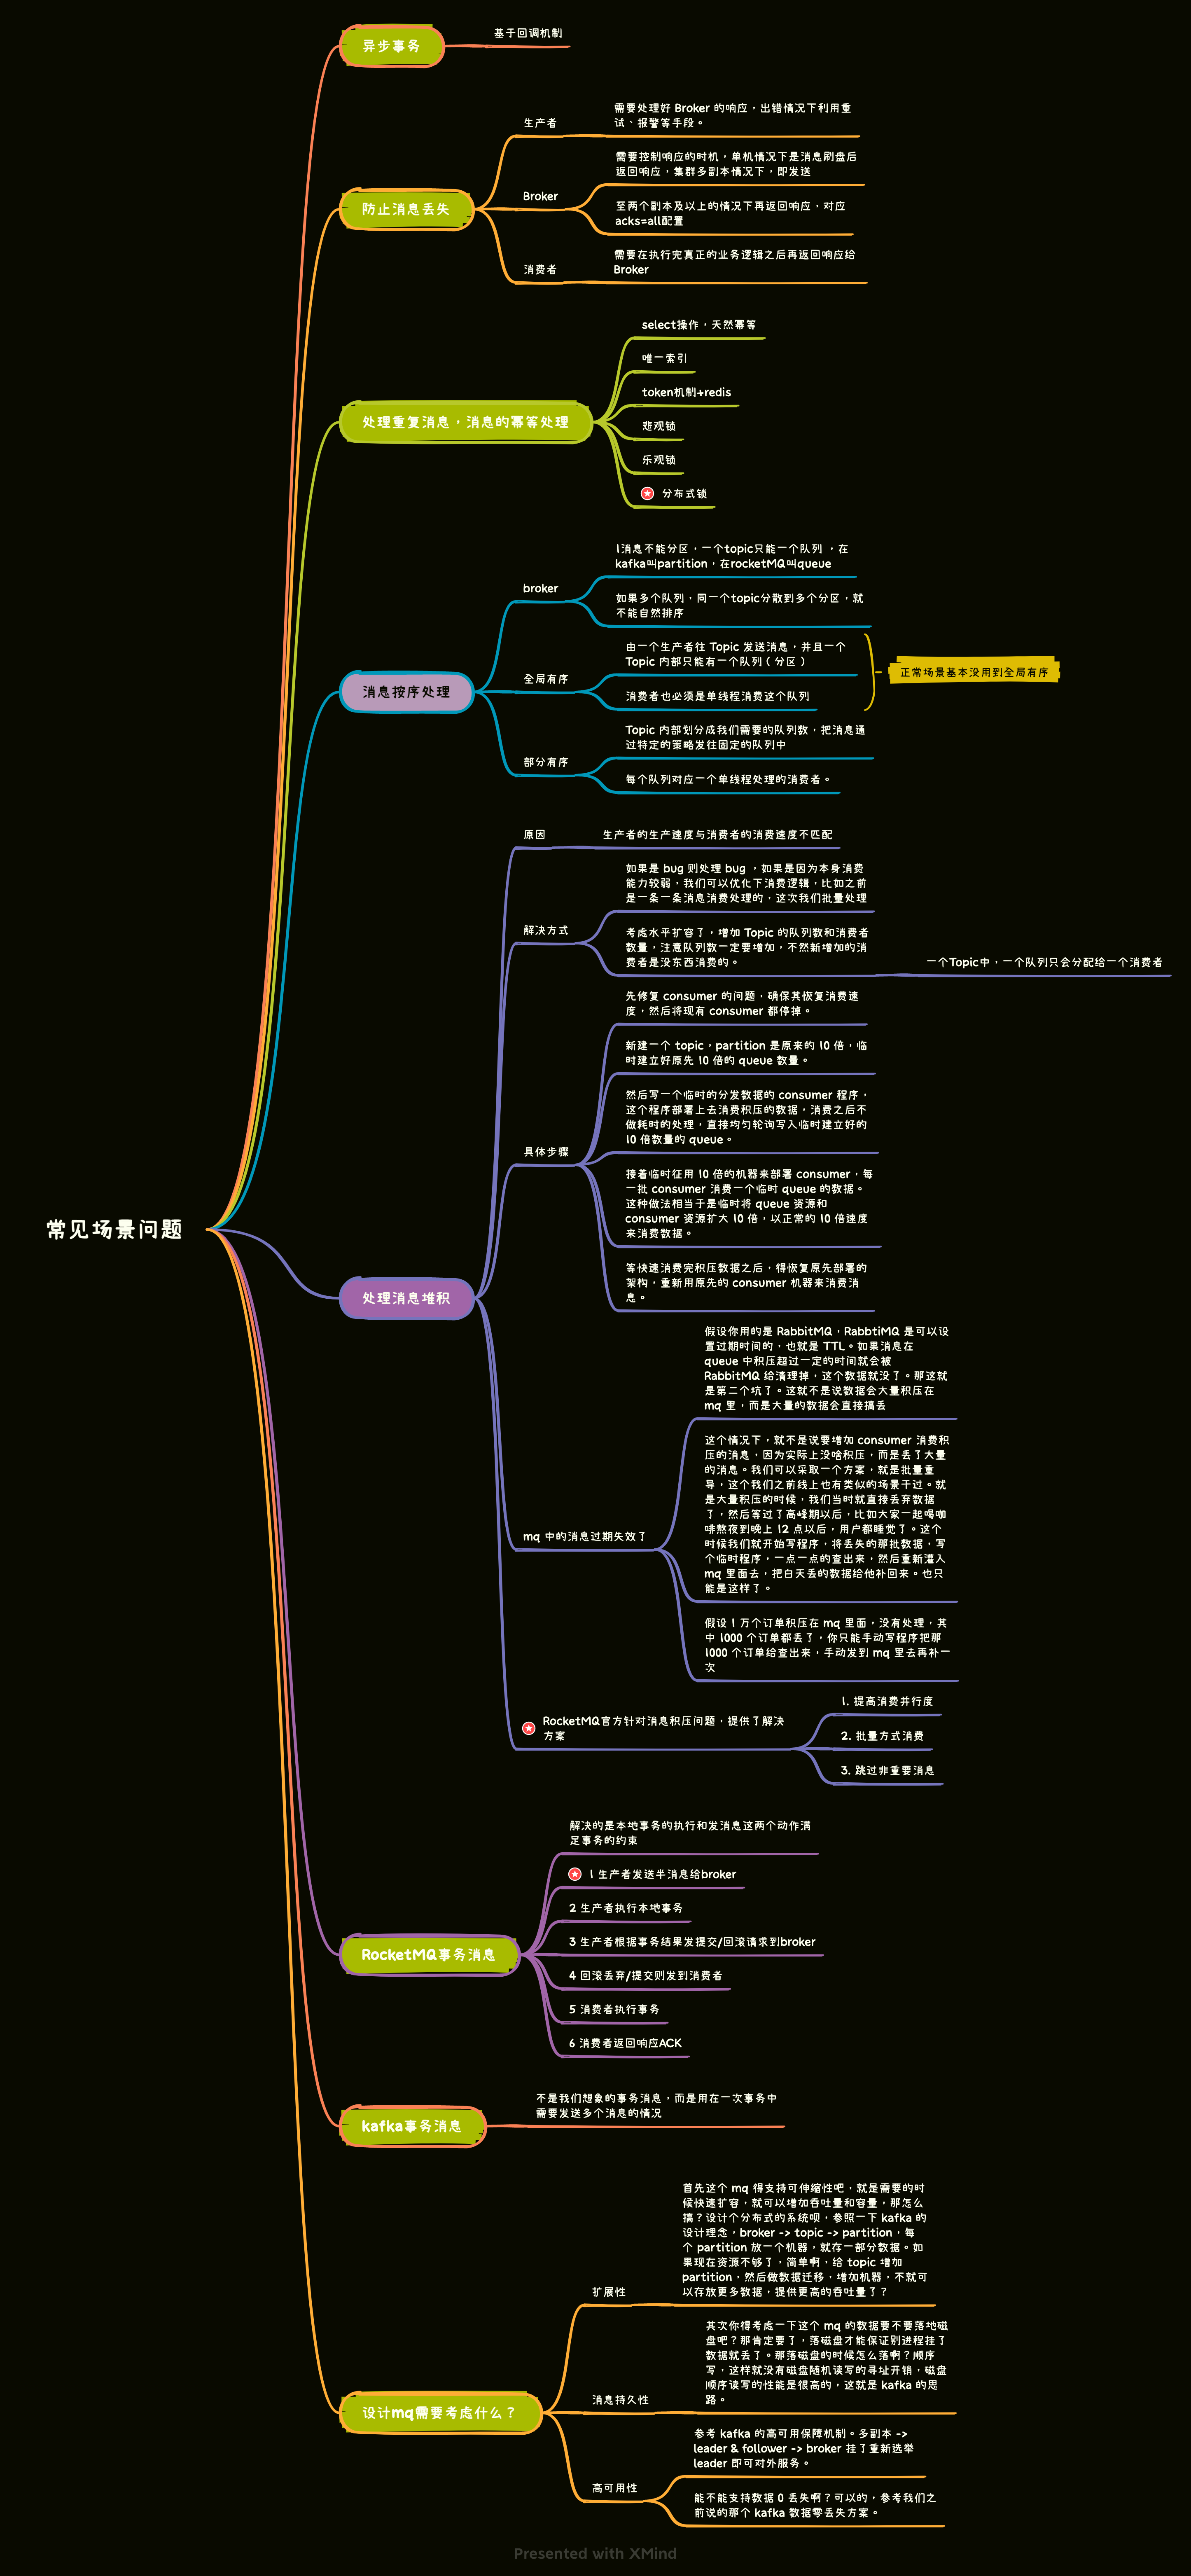 常见场景问题
异步事务
基于回调机制
防止消息丢失
生产者
需要处理好 Broker 的响应，出错情况下利用重
试、报警等手段。
Broker
需要控制响应的时机，单机情况下是消息刷盘后
返回响应，集群多副本情况下，即发送
至两个副本及以上的情况下再返回响应，对应
acks=all配置
消费者
需要在执行完真正的业务逻辑之后再返回响应给
Broker
处理重复消息，消息的幂等处理
select操作，天然幂等
唯一索引
token机制+redis
悲观锁
乐观锁
分布式锁
消息按序处理
broker
1消息不能分区，一个topic只能一个队列 ，在
kafka叫partition，在rocketMQ叫queue
如果多个队列，同一个topic分散到多个分区，就
不能自然排序
全局有序
由一个生产者往 Topic 发送消息，并且一个
Topic 内部只能有一个队列（分区）
消费者也必须是单线程消费这个队列
正常场景基本没用到全局有序
部分有序
Topic 内部划分成我们需要的队列数，把消息通
过特定的策略发往固定的队列中
每个队列对应一个单线程处理的消费者。
处理消息堆积
原因
生产者的生产速度与消费者的消费速度不匹配
解决方式
如果是 bug 则处理 bug ，如果是因为本身消费
能力较弱，我们可以优化下消费逻辑，比如之前
是一条一条消息消费处理的，这次我们批量处理
考虑水平扩容了，增加 Topic 的队列数和消费者
数量，注意队列数一定要增加，不然新增加的消
费者是没东西消费的。
一个Topic中，一个队列只会分配给一个消费者
具体步骤
先修复 consumer 的问题，确保其恢复消费速
度，然后将现有 consumer 都停掉。
新建一个 topic，partition 是原来的 10 倍，临
时建立好原先 10 倍的 queue 数量。
然后写一个临时的分发数据的 consumer 程序，
这个程序部署上去消费积压的数据，消费之后不
做耗时的处理，直接均匀轮询写入临时建立好的
10 倍数量的 queue。
接着临时征用 10 倍的机器来部署 consumer，每
一批 consumer 消费一个临时 queue 的数据。
这种做法相当于是临时将 queue 资源和
consumer 资源扩大 10 倍，以正常的 10 倍速度
来消费数据。
等快速消费完积压数据之后，得恢复原先部署的
架构，重新用原先的 consumer 机器来消费消
息。
mq 中的消息过期失效了
假设你用的是 RabbitMQ，RabbtiMQ 是可以设
置过期时间的，也就是 TTL。如果消息在
queue 中积压超过一定的时间就会被
RabbitMQ 给清理掉，这个数据就没了。那这就
是第二个坑了。这就不是说数据会大量积压在
mq 里，而是大量的数据会直接搞丢
这个情况下，就不是说要增加 consumer 消费积
压的消息，因为实际上没啥积压，而是丢了大量
的消息。我们可以采取一个方案，就是批量重
导，这个我们之前线上也有类似的场景干过。就
是大量积压的时候，我们当时就直接丢弃数据
了，然后等过了高峰期以后，比如大家一起喝咖
啡熬夜到晚上 12 点以后，用户都睡觉了。这个
时候我们就开始写程序，将丢失的那批数据，写
个临时程序，一点一点的查出来，然后重新灌入
mq 里面去，把白天丢的数据给他补回来。也只
能是这样了。
假设 1 万个订单积压在 mq 里面，没有处理，其
中 1000 个订单都丢了，你只能手动写程序把那
1000 个订单给查出来，手动发到 mq 里去再补一
次
RocketMQ官方针对消息积压问题，提供了解决
方案
1. 提高消费并行度
2. 批量方式消费
3. 跳过非重要消息
RocketMQ事务消息
解决的是本地事务的执行和发消息这两个动作满
足事务的约束
1 生产者发送半消息给broker
2 生产者执行本地事务
3 生产者根据事务结果发提交/回滚请求到broker
4 回滚丢弃/提交则发到消费者
5 消费者执行事务
6 消费者返回响应ACK
kafka事务消息
不是我们想象的事务消息，而是用在一次事务中
需要发送多个消息的情况
设计mq需要考虑什么？
扩展性
首先这个 mq 得支持可伸缩性吧，就是需要的时
候快速扩容，就可以增加吞吐量和容量，那怎么
搞？设计个分布式的系统呗，参照一下 kafka 的
设计理念，broker -> topic -> partition，每
个 partition 放一个机器，就存一部分数据。如
果现在资源不够了，简单啊，给 topic 增加
partition，然后做数据迁移，增加机器，不就可
以存放更多数据，提供更高的吞吐量了？
消息持久性
其次你得考虑一下这个 mq 的数据要不要落地磁
盘吧？那肯定要了，落磁盘才能保证别进程挂了
数据就丢了。那落磁盘的时候怎么落啊？顺序
写，这样就没有磁盘随机读写的寻址开销，磁盘
顺序读写的性能是很高的，这就是 kafka 的思
路。
高可用性
参考 kafka 的高可用保障机制。多副本 ->
leader & follower -> broker 挂了重新选举
leader 即可对外服务。
能不能支持数据 0 丢失啊？可以的，参考我们之
前说的那个 kafka 数据零丢失方案。
Presented with XMind